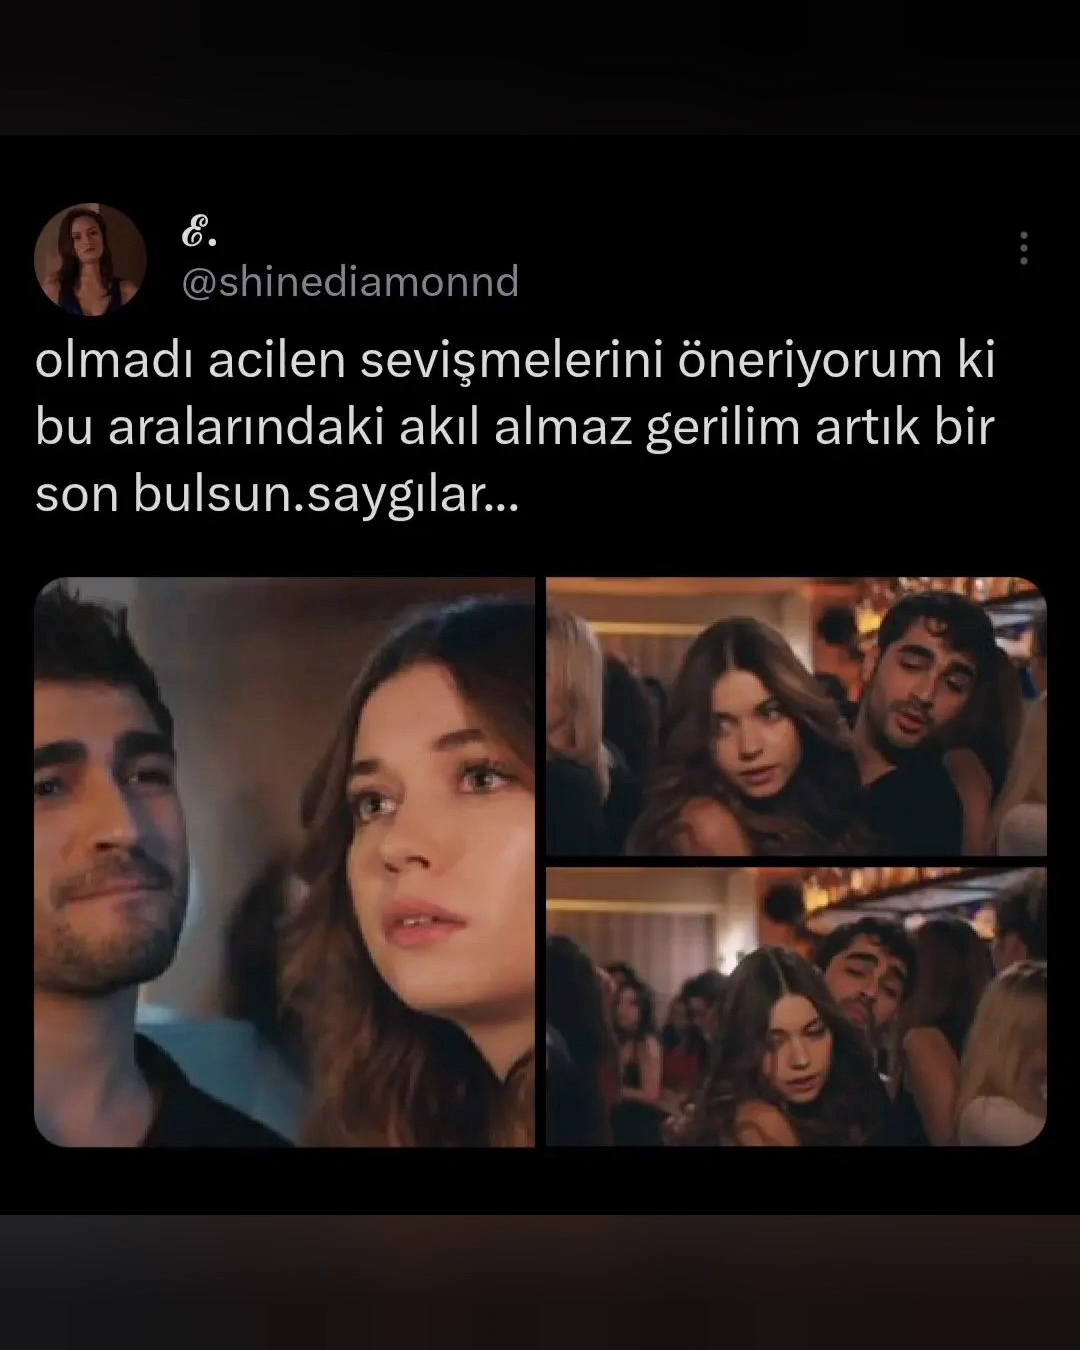 ℰ.
@shinediamonnd
olmadı acilen sevişmelerini öneriyorum ki
bu aralarındaki akıl almaz gerilim artık bir
son bulsun.saygılar...